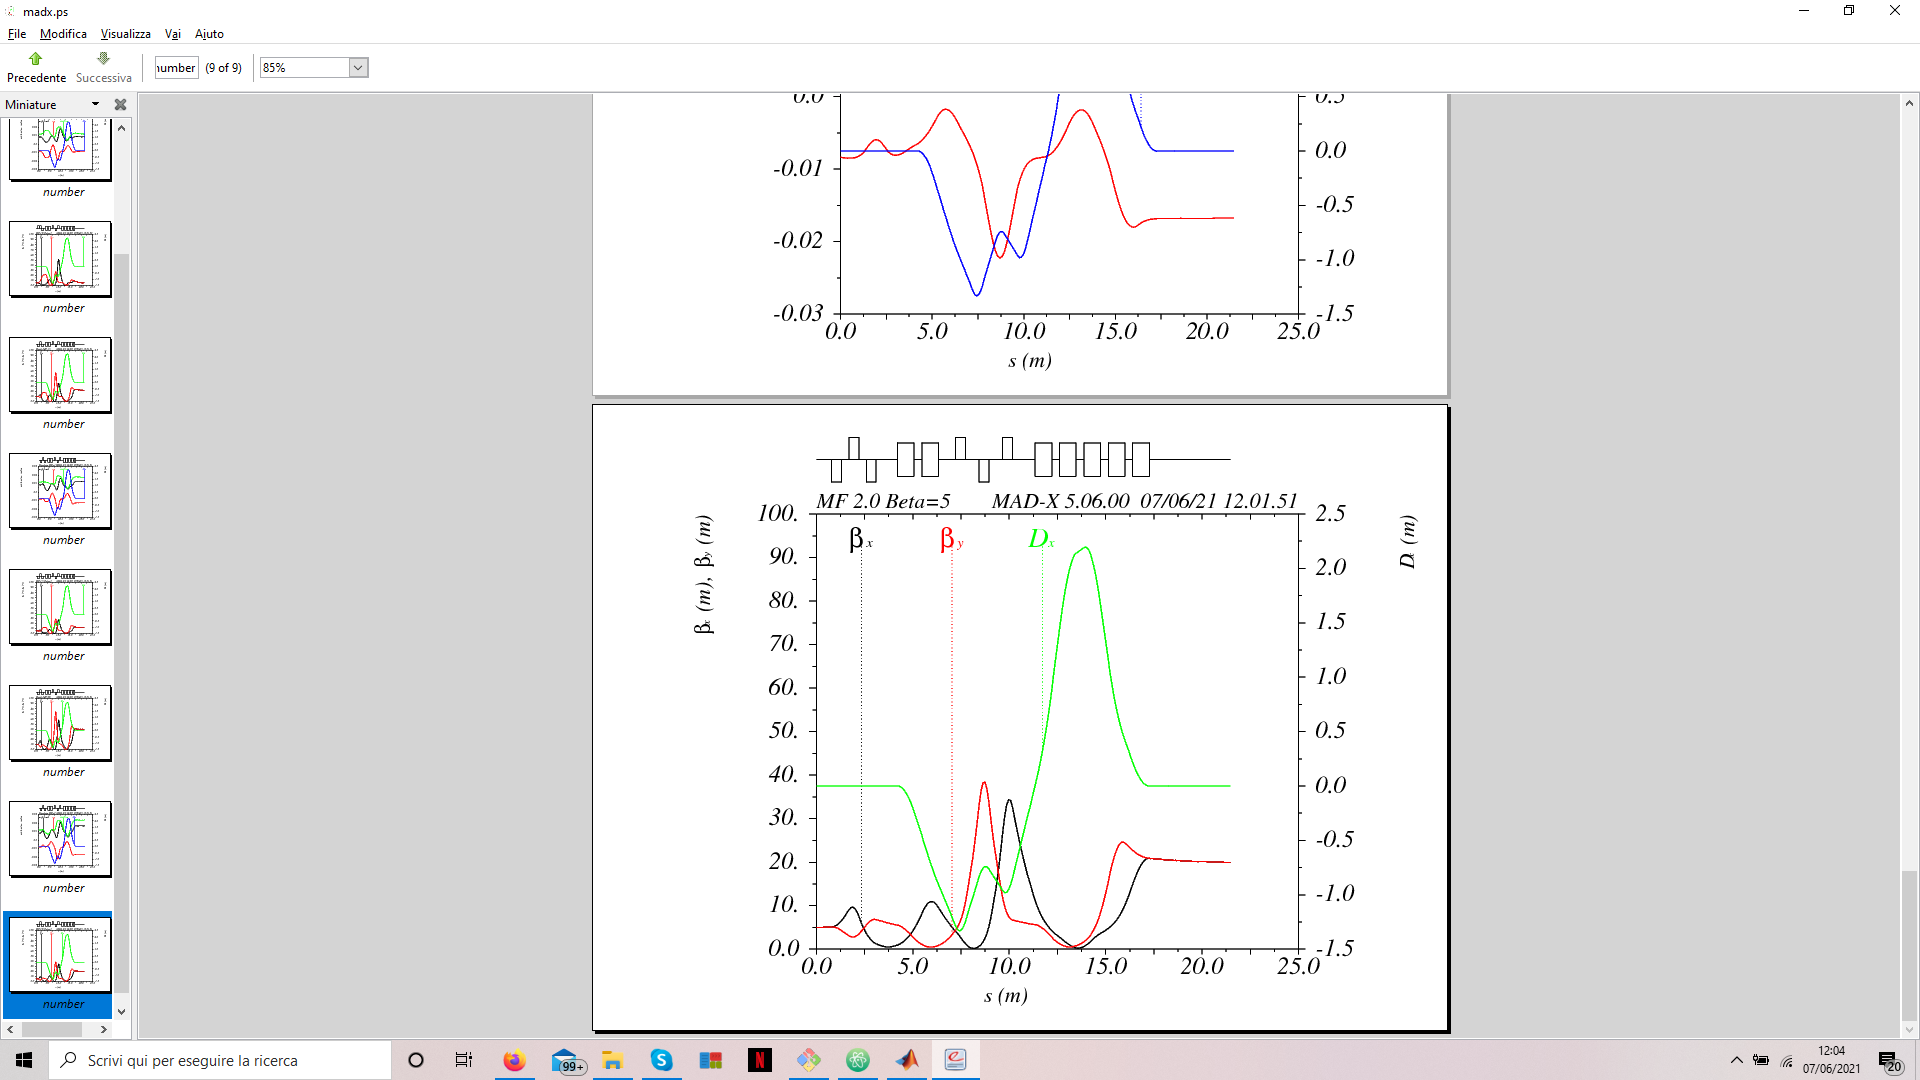 madx.ps
File Modifica Visualizza Vai Aiuto
Precedente Successiva number (9 of 9) 85%
Miniature
number
number
number
number
number
number
number
number
0.0 0.5
-0.01 0.0
-0.02 -0.5
-1.0
-0.03 -1.5
0.0 5.0 10.0 15.0 20.0 25.0
s (m)
MF 2.0 Beta=5 MAD-X 5.06.00 07/06/21 12.01.51
βx (m), βy (m)
Dx (m)
βx βy Dx
100. 2.5
90.
2.0
80.
70. 1.5
60. 1.0
50. 0.5
40. 0.0
30.
-0.5
20.
10. -1.0
0.0 -1.5
0.0 5.0 10.0 15.0 20.0 25.0
s (m)
Scrivi qui per eseguire la ricerca
99+
S
N
12:04
07/06/2021
20